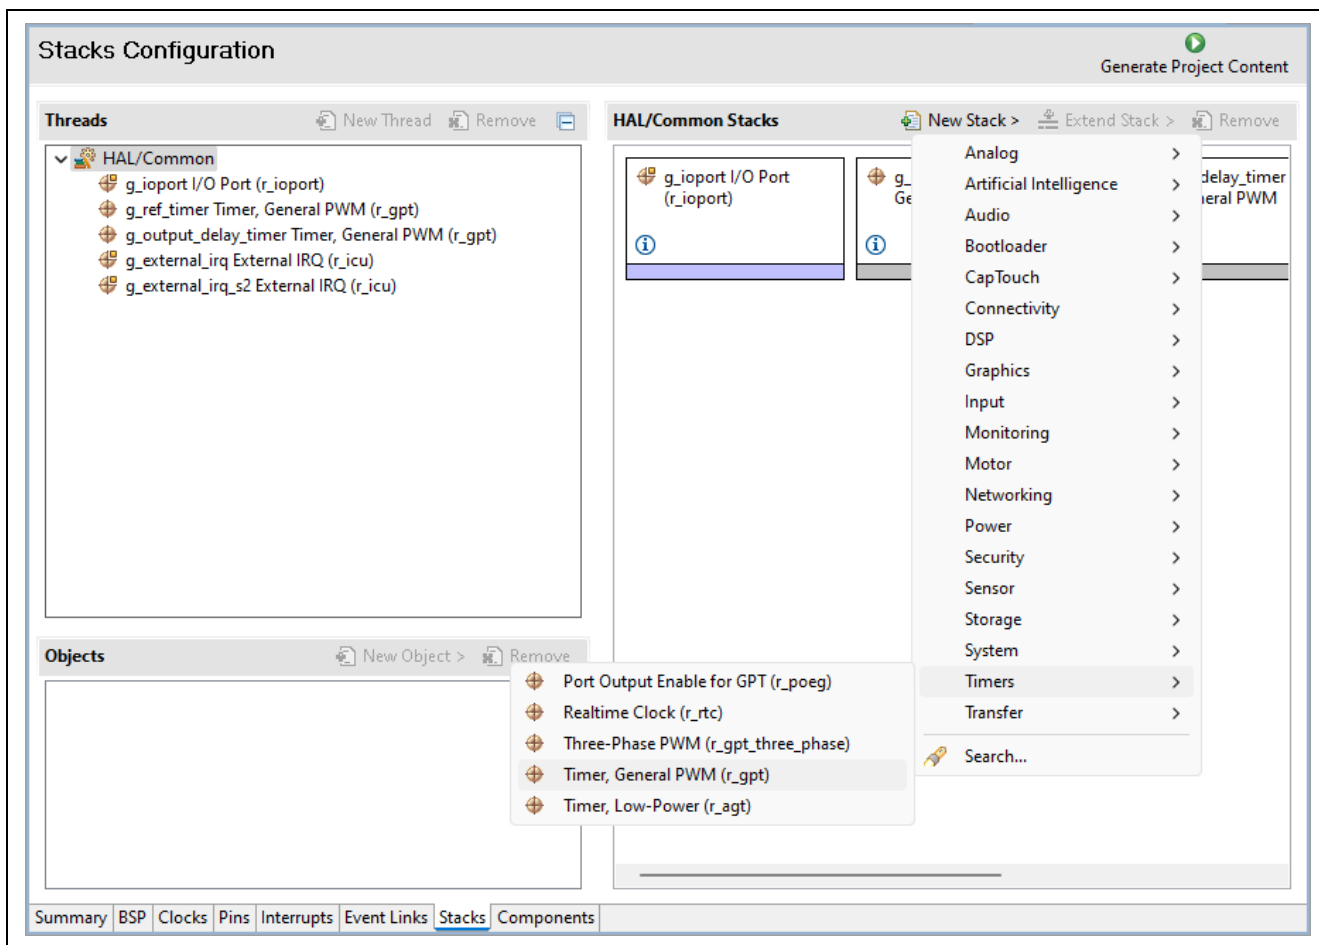 Stacks Configuration
Generate Project Content
Threads
New Thread
Remove
HAL/Common
g_ioport I/O Port (r_ioport)
g_ref_timer Timer, General PWM (r_gpt)
g_output_delay_timer Timer, General PWM (r_gpt)
g_external_irq External IRQ (r_icu)
g_external_irq_s2 External IRQ (r_icu)
Objects
New Object >
Remove
HAL/Common Stacks
New Stack >
Extend Stack >
Remove
g_ioport I/O Port
(r_ioport)
g_
Ge
delay_timer
eral PWM
Analog
Artificial Intelligence
Audio
Bootloader
CapTouch
Connectivity
DSP
Graphics
Input
Monitoring
Motor
Networking
Power
Security
Sensor
Storage
System
Timers
Transfer
Search...
Port Output Enable for GPT (r_poeg)
Realtime Clock (r_rtc)
Three-Phase PWM (r_gpt_three_phase)
Timer, General PWM (r_gpt)
Timer, Low-Power (r_agt)
Summary BSP Clocks Pins Interrupts Event Links Stacks Components